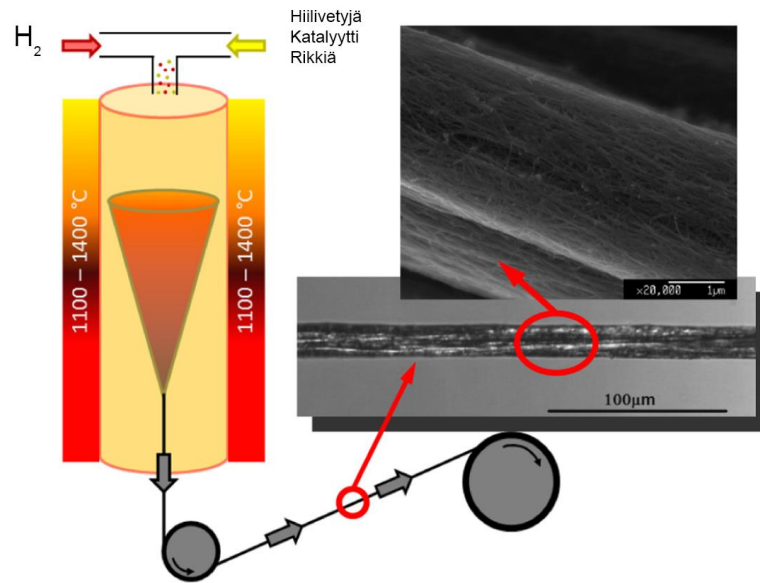 H2
Hiilivetyjä
Katalyytti
Rikkiä
1100 – 1400 °C
1100 – 1400 °C
×20,000 1µm
100µm